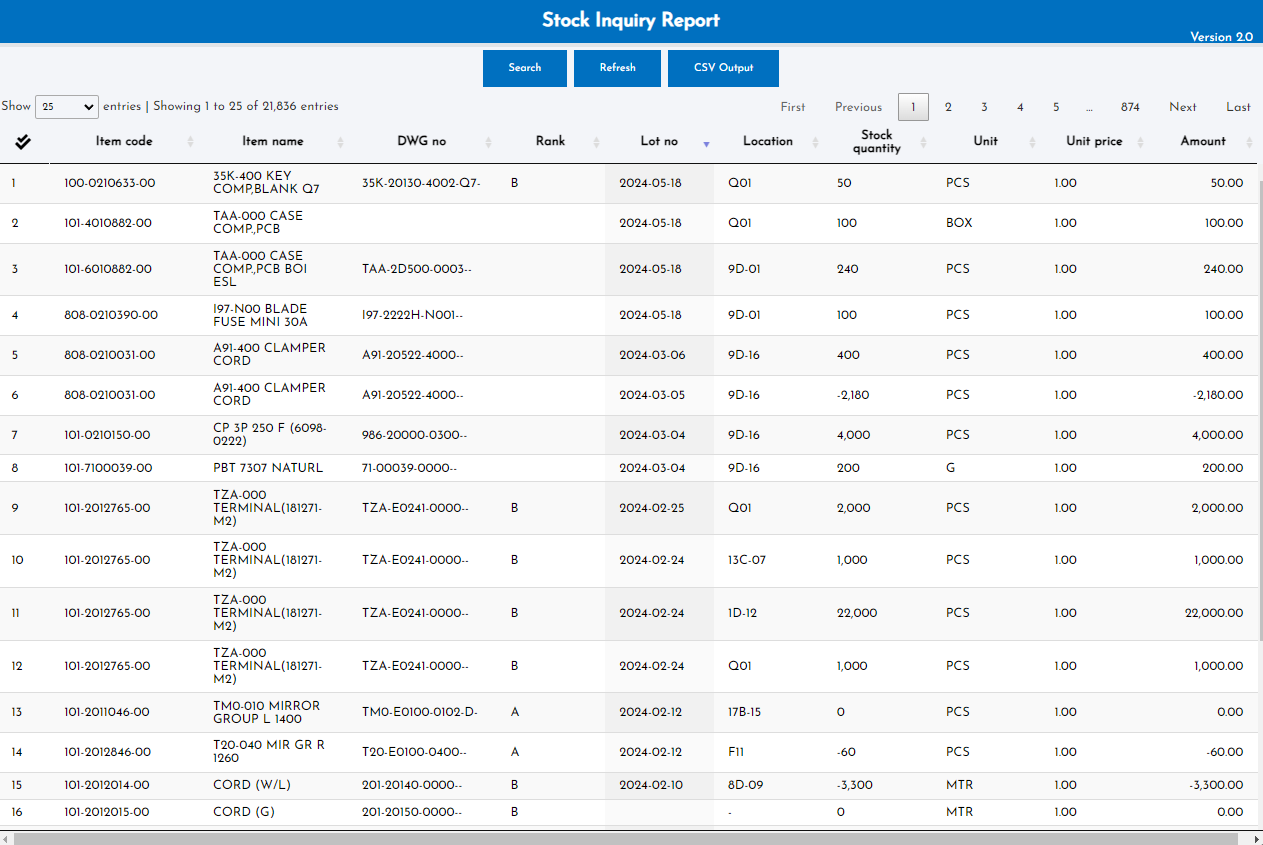 Stock Inquiry Report
Version 2.0
Search Refresh CSV Output
Show 25 entries | Showing 1 to 25 of 21,836 entries First Previous 1 2 3 4 5 … 874 Next Last
Item code Item name DWG no Rank Lot no Location Stock quantity Unit Unit price Amount
1 100-0210633-00 35K-400 KEY COMP,BLANK Q7 35K-20130-4002-Q7- B 2024-05-18 Q01 50 PCS 1.00 50.00
2 101-4010882-00 TAA-000 CASE COMP.,PCB 2024-05-18 Q01 100 BOX 1.00 100.00
3 101-6010882-00 TAA-000 CASE COMP.,PCB BOI ESL TAA-2D500-0003-- 2024-05-18 9D-01 240 PCS 1.00 240.00
4 808-0210390-00 I97-N00 BLADE FUSE MINI 30A I97-2222H-N001-- 2024-05-18 9D-01 100 PCS 1.00 100.00
5 808-0210031-00 A91-400 CLAMPER CORD A91-20522-4000-- 2024-03-06 9D-16 400 PCS 1.00 400.00
6 808-0210031-00 A91-400 CLAMPER CORD A91-20522-4000-- 2024-03-05 9D-16 -2,180 PCS 1.00 -2,180.00
7 101-0210150-00 CP 3P 250 F (6098-0222) 986-20000-0300-- 2024-03-04 9D-16 4,000 PCS 1.00 4,000.00
8 101-7100039-00 PBT 7307 NATURL 71-00039-0000-- 2024-03-04 9D-16 200 G 1.00 200.00
9 101-2012765-00 TZA-000 TERMINAL(181271-M2) TZA-E0241-0000-- B 2024-02-25 Q01 2,000 PCS 1.00 2,000.00
10 101-2012765-00 TZA-000 TERMINAL(181271-M2) TZA-E0241-0000-- B 2024-02-24 13C-07 1,000 PCS 1.00 1,000.00
11 101-2012765-00 TZA-000 TERMINAL(181271-M2) TZA-E0241-0000-- B 2024-02-24 1D-12 22,000 PCS 1.00 22,000.00
12 101-2012765-00 TZA-000 TERMINAL(181271-M2) TZA-E0241-0000-- B 2024-02-24 Q01 1,000 PCS 1.00 1,000.00
13 101-2011046-00 TM0-010 MIRROR GROUP L 1400 TM0-E0100-0102-D- A 2024-02-12 17B-15 0 PCS 1.00 0.00
14 101-2012846-00 T20-040 MIR GR R 1260 T20-E0100-0400-- A 2024-02-12 F11 -60 PCS 1.00 -60.00
15 101-2012014-00 CORD (W/L) 201-20140-0000-- B 2024-02-10 8D-09 -3,300 MTR 1.00 -3,300.00
16 101-2012015-00 CORD (G) 201-20150-0000-- B - 0 MTR 1.00 0.00